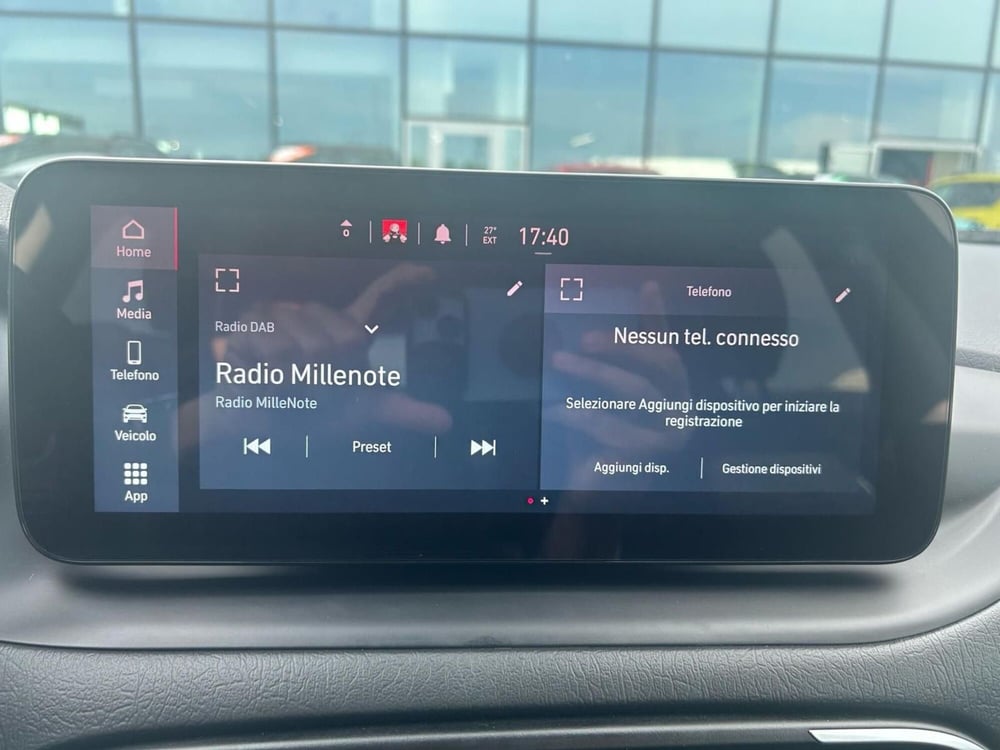 0
27°
EXT
17:40
Home
Media
Telefono
Veicolo
App
Radio DAB
Radio Millenote
Radio MilleNote
Preset
Telefono
Nessun tel. connesso
Selezionare Aggiungi dispositivo per iniziare la
registrazione
Aggiungi disp.
Gestione dispositivi